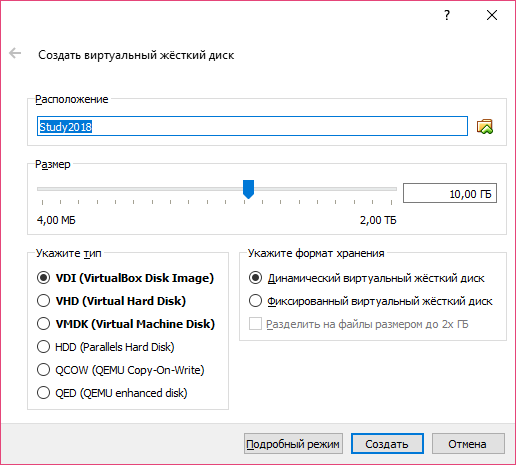 ?
Создать виртуальный жёсткий диск
Расположение
Study2018
Размер
10,00 ГБ
4,00 МБ 2,00 ТБ
Укажите тип
VDI (VirtualBox Disk Image)
VHD (Virtual Hard Disk)
VMDK (Virtual Machine Disk)
HDD (Parallels Hard Disk)
QCOW (QEMU Copy-On-Write)
QED (QEMU enhanced disk)
Укажите формат хранения
Динамический виртуальный жёсткий диск
Фиксированный виртуальный жёсткий диск
Разделить на файлы размером до 2х ГБ
Подробный режим Создать Отмена